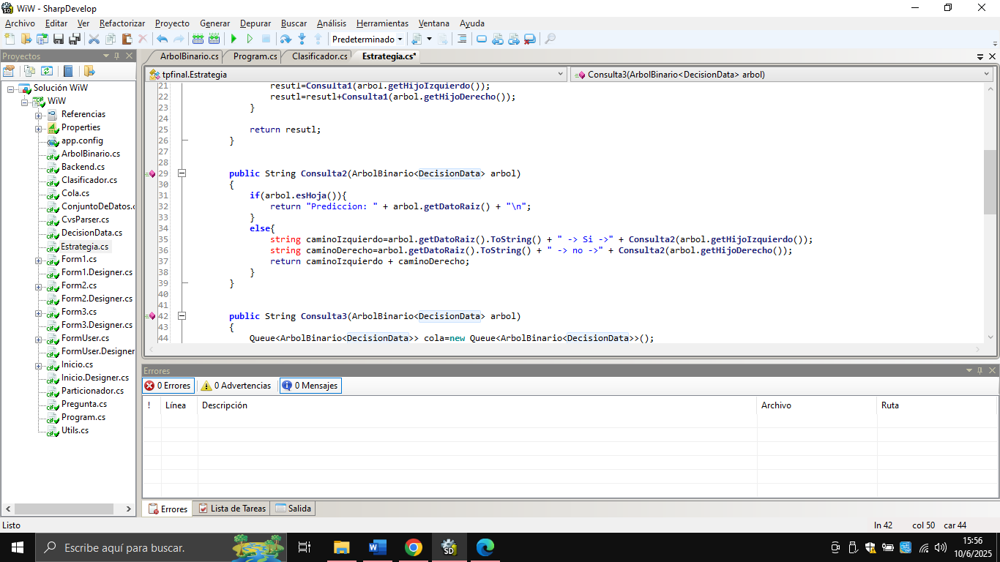 WiW - SharpDevelop
Archivo Editar Ver Refactorizar Proyecto Generar Depurar Buscar Análisis Herramientas Ventana Ayuda
Predeterminado
Proyectos
ArbolBinario.cs Program.cs Clasificador.cs Estrategia.cs*
tpfinal.Estrategia
Consulta3(ArbolBinario<DecisionData> arbol)
Solución WiW
WiW
Referencias
Properties
app.config
ArbolBinario.cs
Backend.cs
Clasificador.cs
Cola.cs
ConjuntoDeDatos.c
CvsParser.cs
DecisionData.cs
Estrategia.cs
Form1.cs
Form1.Designer.cs
Form2.cs
Form2.Designer.cs
Form3.cs
Form3.Designer.cs
FormUser.cs
FormUser.Designer
Inicio.cs
Inicio.Designer.cs
Particionador.cs
Pregunta.cs
Program.cs
Utils.cs
21 resutl=Consulta1(arbol.getHijoIzquierdo());
22 resutl=resutl+Consulta1(arbol.getHijoDerecho());
23 }
24
25 return resutl;
26 }
27
28
29 public String Consulta2(ArbolBinario<DecisionData> arbol)
30 {
31 if(arbol.esHoja()){
32 return "Prediccion: " + arbol.getDatoRaiz() + "\n";
33 }
34 else{
35 string caminoIzquierdo=arbol.getDatoRaiz().ToString() + " -> Si ->" + Consulta2(arbol.getHijoIzquierdo());
36 string caminoDerecho=arbol.getDatoRaiz().ToString() + " -> no ->" + Consulta2(arbol.getHijoDerecho());
37 return caminoIzquierdo + caminoDerecho;
38 }
39 }
40
41
42 public String Consulta3(ArbolBinario<DecisionData> arbol)
43 {
44 Queue<ArbolBinario<DecisionData>> cola=new Queue<ArbolBinario<DecisionData>>();
Errores
0 Errores 0 Advertencias 0 Mensajes
! Línea Descripción Archivo Ruta
Errores Lista de Tareas Salida
Listo
ln 42 col 50 car 44
Escribe aquí para buscar.
15:56
10/6/2025